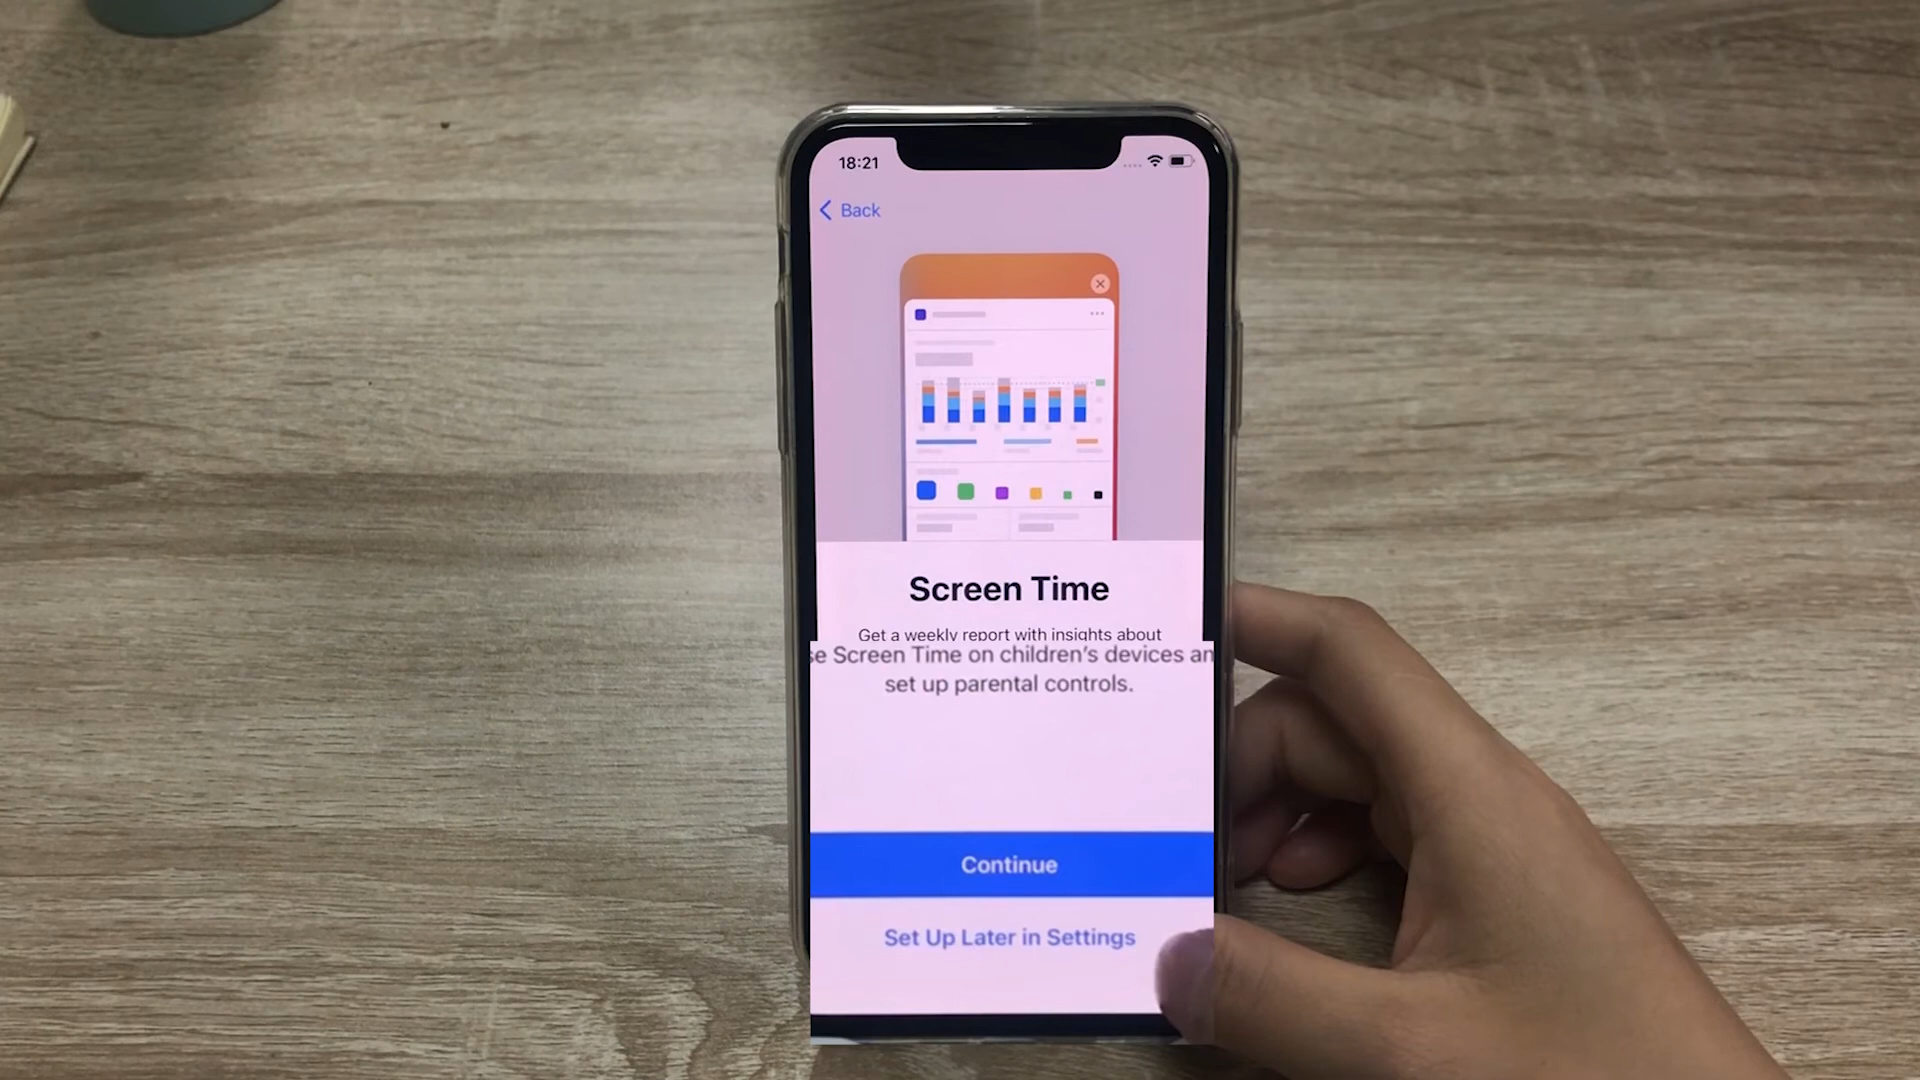 18:21
Back
Screen Time
Get a weekly report with insights about
se Screen Time on children's devices an
set up parental controls.
Continue
Set Up Later in Settings